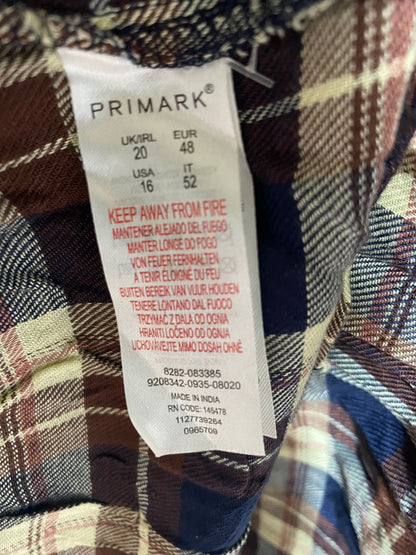 PRIMARK®
UK/IRL EUR
20 48
USA IT
16 52
KEEP AWAY FROM FIRE
MANTENER ALEJADO DEL FUEGO
MANTER LONGE DO FOGO
VON FEUER FERNHALTEN
À TENIR ÉLOIGNÉ DU FEU
BUITEN BEREIK VAN VUUR HOUDEN
TENERE LONTANO DAL FUOCO
TRZYMAĆ Z DALA OD OGNIA
HRANITI LOČENO OD OGNJA
UCHOVÁVEJTE MIMO DOSAH OHNĚ
8282-083385
9208342-0935-08020
MADE IN INDIA
RN CODE: 145478
1127739264
0965709